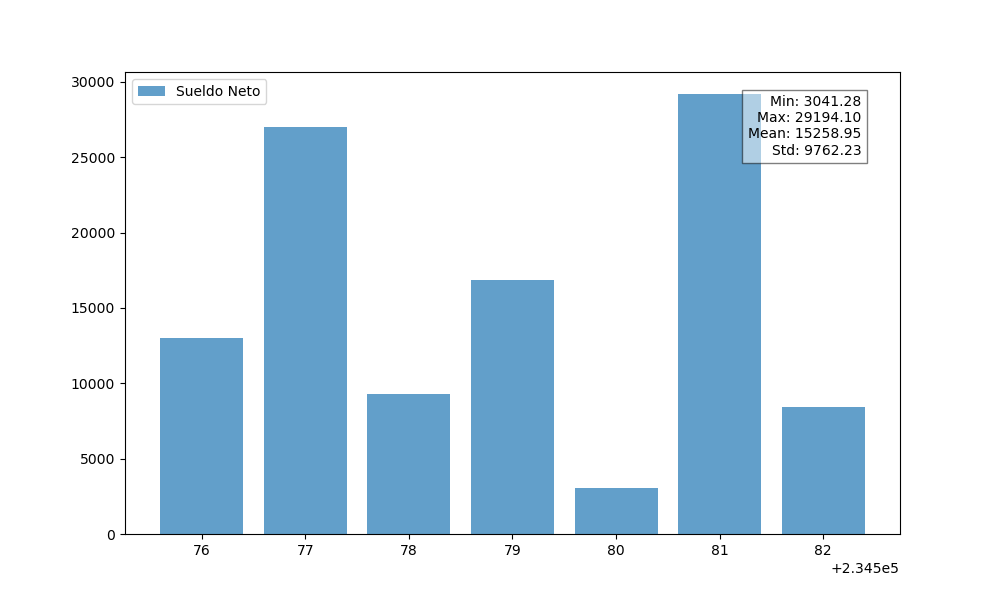 Sueldo Neto
Min: 3041.28
Max: 29194.10
Mean: 15258.95
Std: 9762.23
30000
25000
20000
15000
10000
5000
0
76 77 78 79 80 81 82
+2.345e5